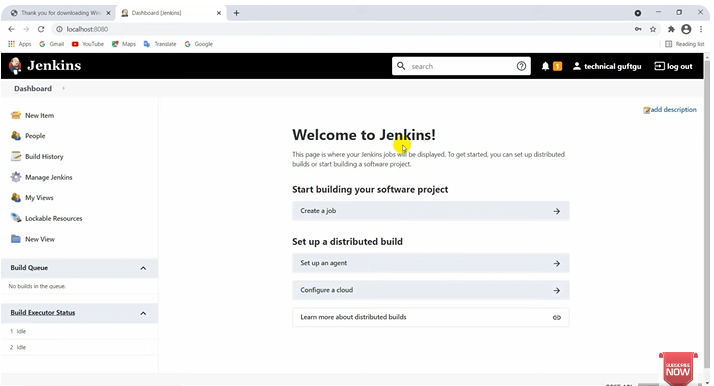 Thank you for downloading Win
Dashboard [Jenkins]
localhost:8080
Apps
Gmail
YouTube
Maps
Translate
Google
Reading list
Jenkins
search
1
technical guftgu
log out
Dashboard
add description
New Item
People
Build History
Manage Jenkins
My Views
Lockable Resources
New View
Build Queue
No builds in the queue.
Build Executor Status
1 Idle
2 Idle
Welcome to Jenkins!
This page is where your Jenkins jobs will be displayed. To get started, you can set up distributed
builds or start building a software project.
Start building your software project
Create a job
Set up a distributed build
Set up an agent
Configure a cloud
Learn more about distributed builds
SUBSCRIBE
NOW